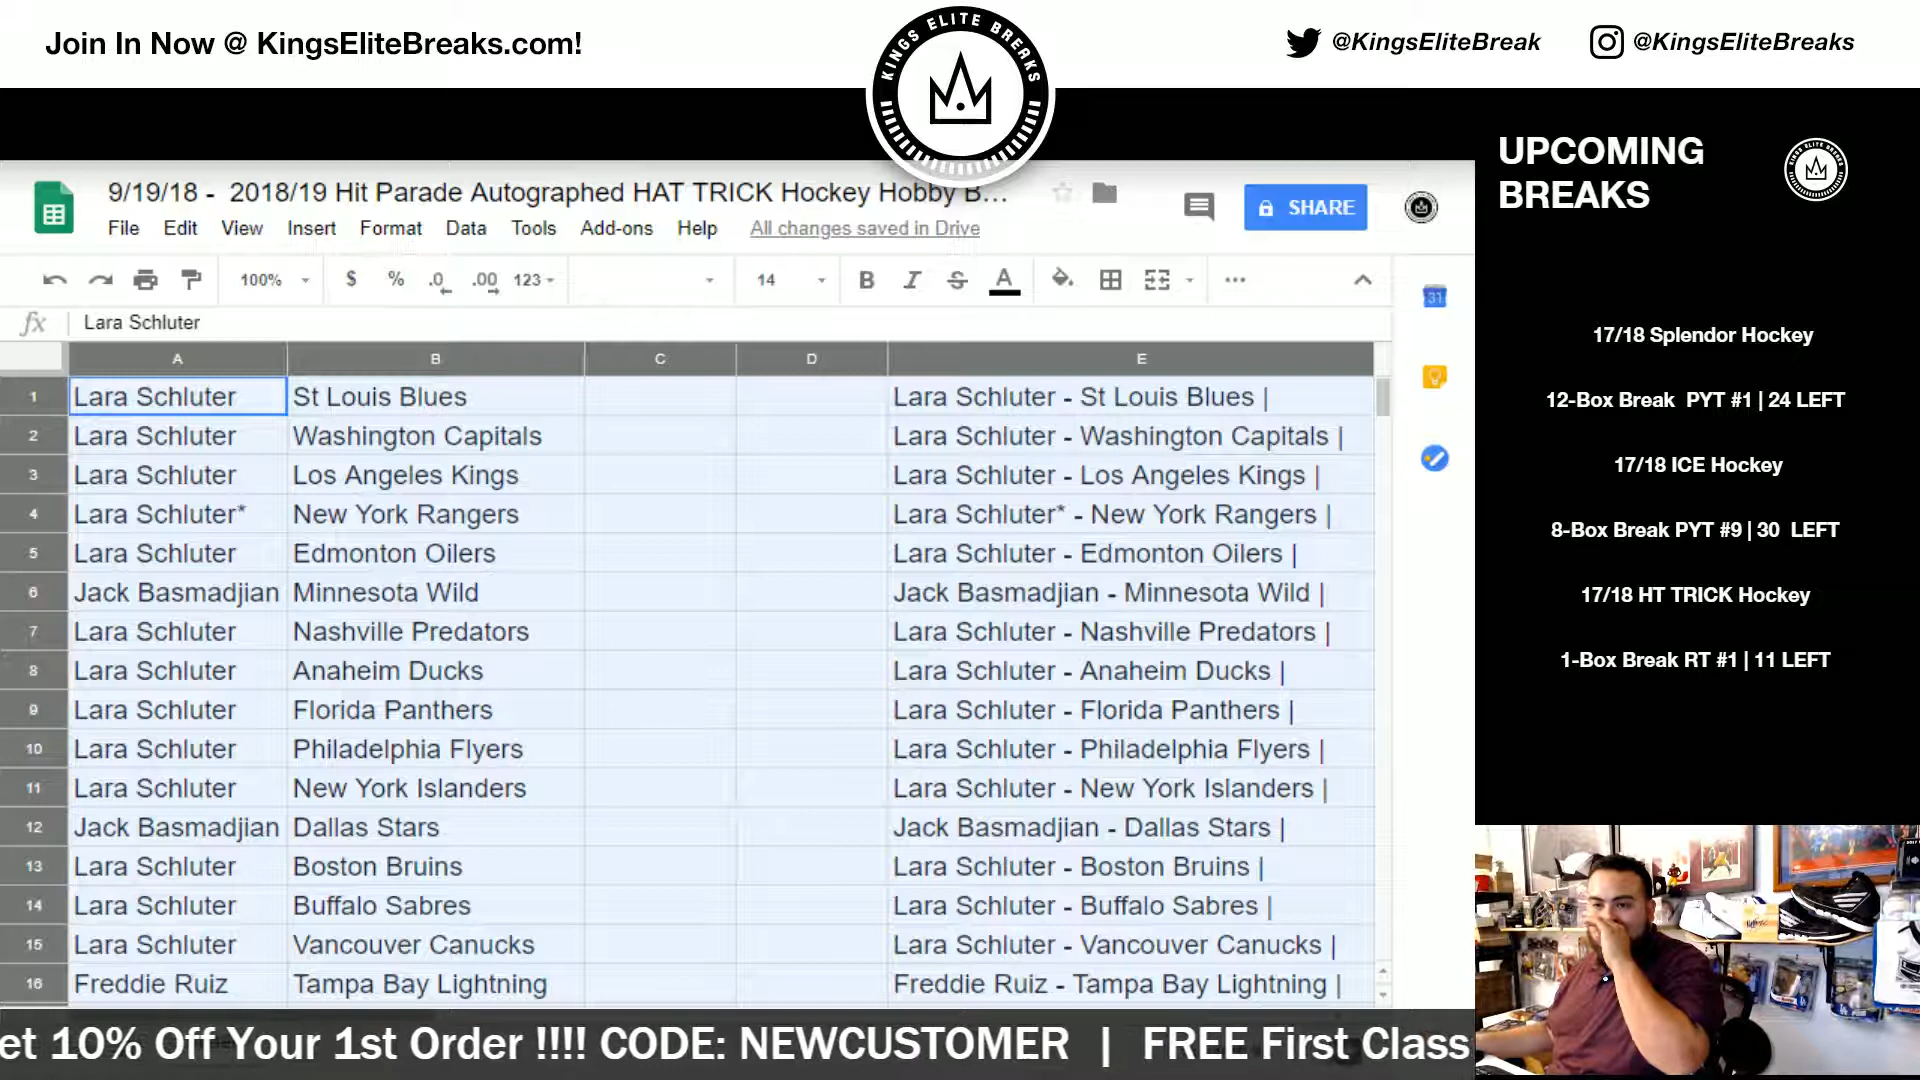 Join In Now @ KingsEliteBreaks.com!
KINGS ELITE BREAKS
@KingsEliteBreak
@KingsEliteBreaks
UPCOMING
BREAKS
17/18 Splendor Hockey
12-Box Break PYT #1 | 24 LEFT
17/18 ICE Hockey
8-Box Break PYT #9 | 30 LEFT
17/18 HT TRICK Hockey
1-Box Break RT #1 | 11 LEFT
9/19/18 - 2018/19 Hit Parade Autographed HAT TRICK Hockey Hobby B...
SHARE
File Edit View Insert Format Data Tools Add-ons Help All changes saved in Drive
100% $ % .0 .00 123 14 B I S A ...
31
fx Lara Schluter
A B C D E
1 Lara Schluter St Louis Blues Lara Schluter - St Louis Blues |
2 Lara Schluter Washington Capitals Lara Schluter - Washington Capitals |
3 Lara Schluter Los Angeles Kings Lara Schluter - Los Angeles Kings |
4 Lara Schluter* New York Rangers Lara Schluter* - New York Rangers |
5 Lara Schluter Edmonton Oilers Lara Schluter - Edmonton Oilers |
6 Jack Basmadjian Minnesota Wild Jack Basmadjian - Minnesota Wild |
7 Lara Schluter Nashville Predators Lara Schluter - Nashville Predators |
8 Lara Schluter Anaheim Ducks Lara Schluter - Anaheim Ducks |
9 Lara Schluter Florida Panthers Lara Schluter - Florida Panthers |
10 Lara Schluter Philadelphia Flyers Lara Schluter - Philadelphia Flyers |
11 Lara Schluter New York Islanders Lara Schluter - New York Islanders |
12 Jack Basmadjian Dallas Stars Jack Basmadjian - Dallas Stars |
13 Lara Schluter Boston Bruins Lara Schluter - Boston Bruins |
14 Lara Schluter Buffalo Sabres Lara Schluter - Buffalo Sabres |
15 Lara Schluter Vancouver Canucks Lara Schluter - Vancouver Canucks |
16 Freddie Ruiz Tampa Bay Lightning Freddie Ruiz - Tampa Bay Lightning |
et 10% Off Your 1st Order !!!! CODE: NEWCUSTOMER | FREE First Class